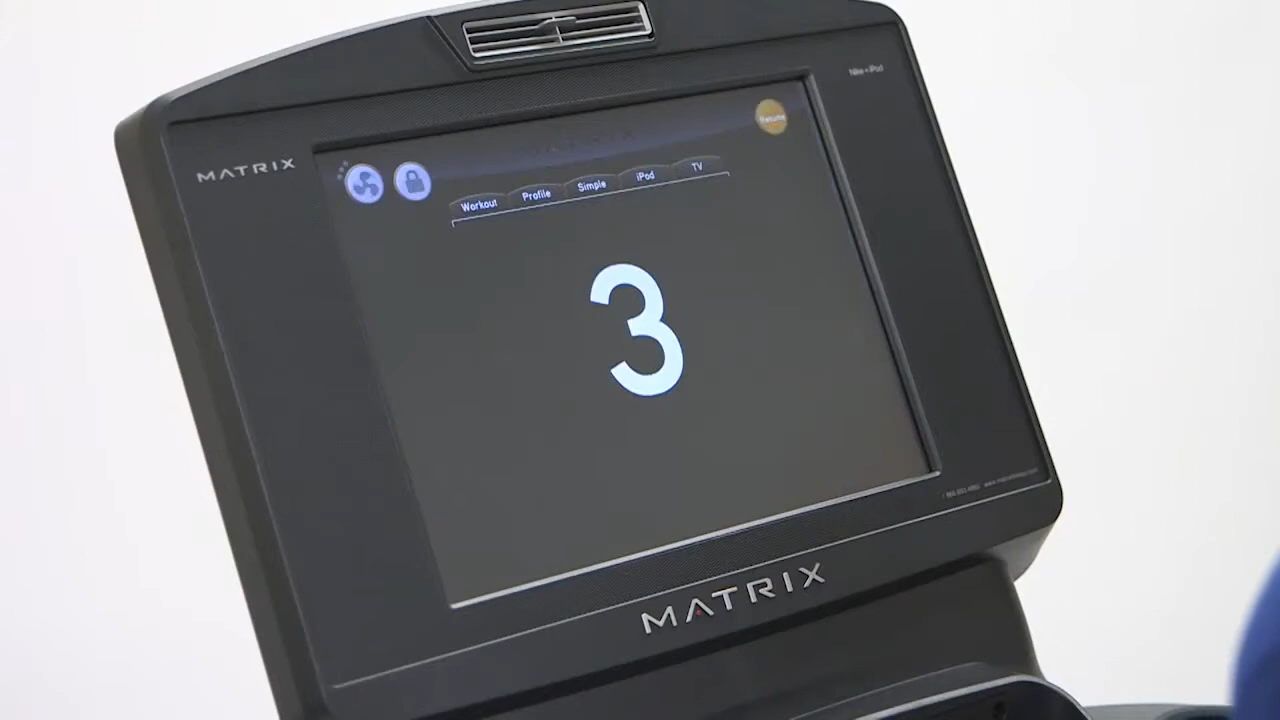 Nike + iPod
MATRIX
Resume
Workout Profile Simple iPod TV
3
MATRIX